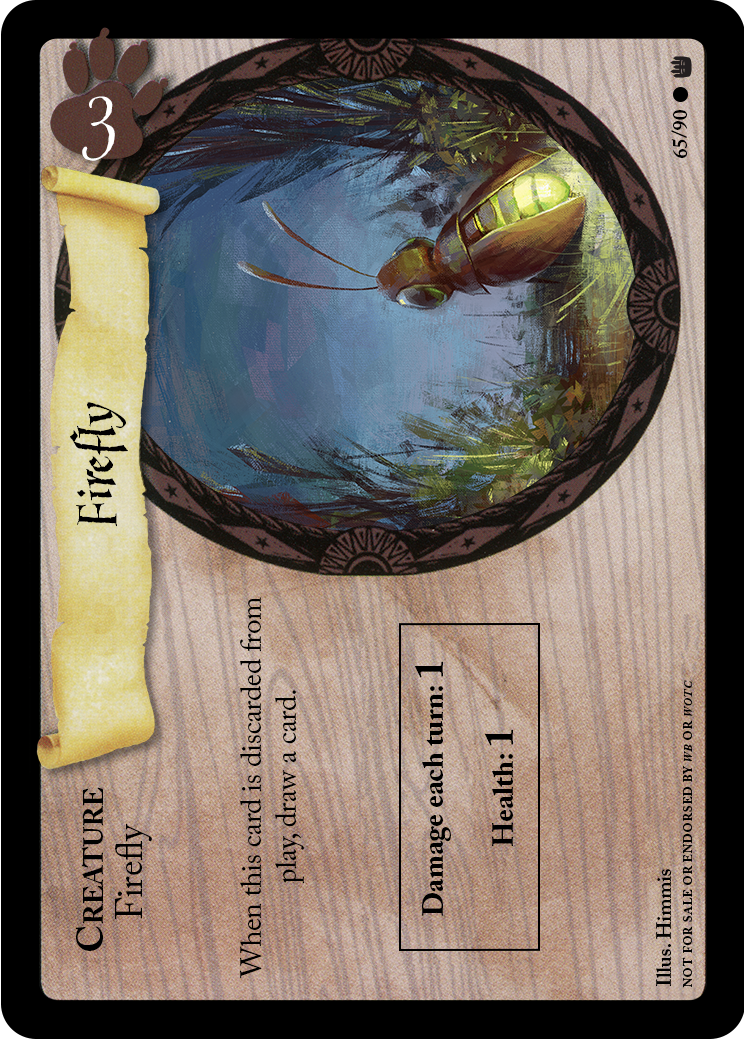 3
Firefly
CREATURE
Firefly
When this card is discarded from
play, draw a card.
Damage each turn: 1
Health: 1
Illus. Himmis
NOT FOR SALE OR ENDORSED BY WB OR WOTC
65/90